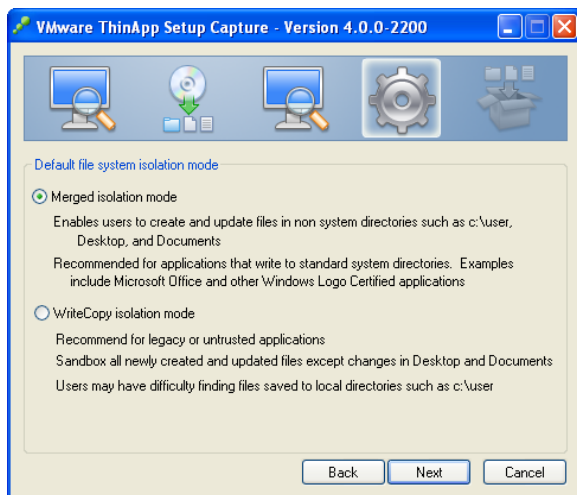 VMware ThinApp Setup Capture - Version 4.0.0-2200
Default file system isolation mode
Merged isolation mode
Enables users to create and update files in non system directories such as c:\user,
Desktop, and Documents
Recommended for applications that write to standard system directories. Examples
include Microsoft Office and other Windows Logo Certified applications
WriteCopy isolation mode
Recommend for legacy or untrusted applications
Sandbox all newly created and updated files except changes in Desktop and Documents
Users may have difficulty finding files saved to local directories such as c:\user
Back Next Cancel